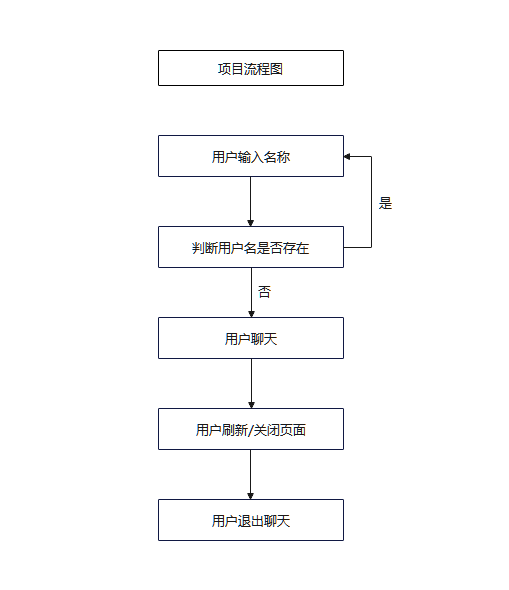 项目流程图
用户输入名称
是
判断用户名是否存在
否
用户聊天
用户刷新/关闭页面
用户退出聊天